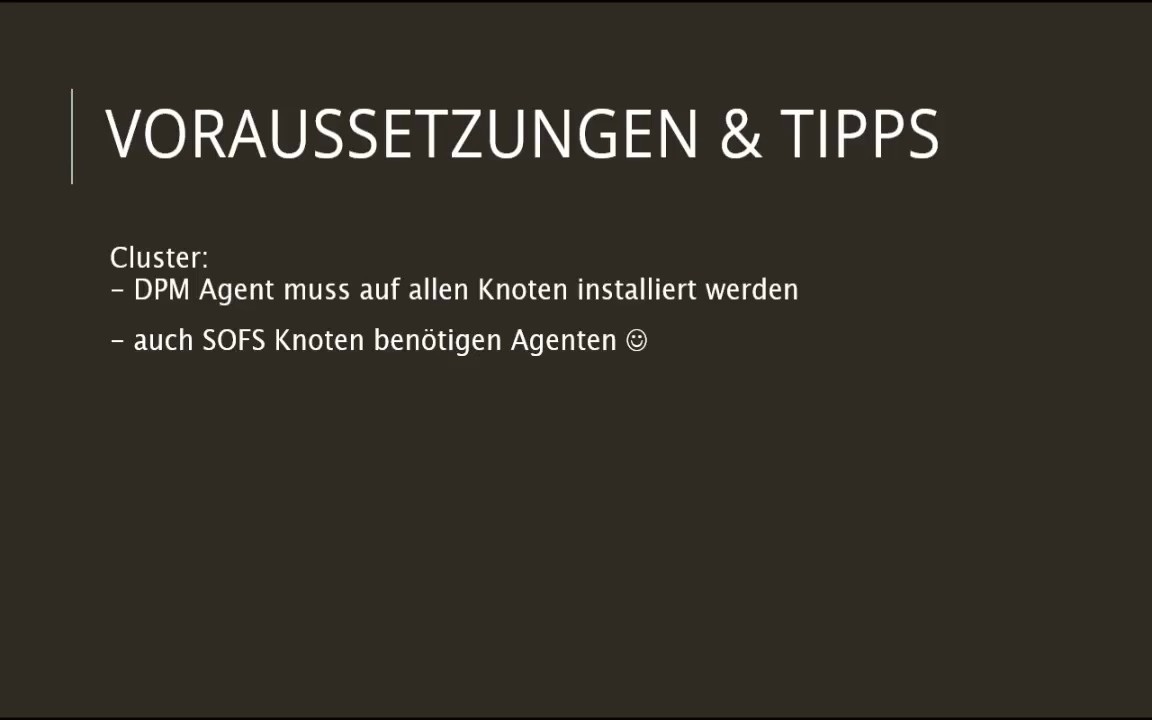 VORAUSSETZUNGEN & TIPPS
Cluster:
- DPM Agent muss auf allen Knoten installiert werden
- auch SOFS Knoten benötigen Agenten ☺